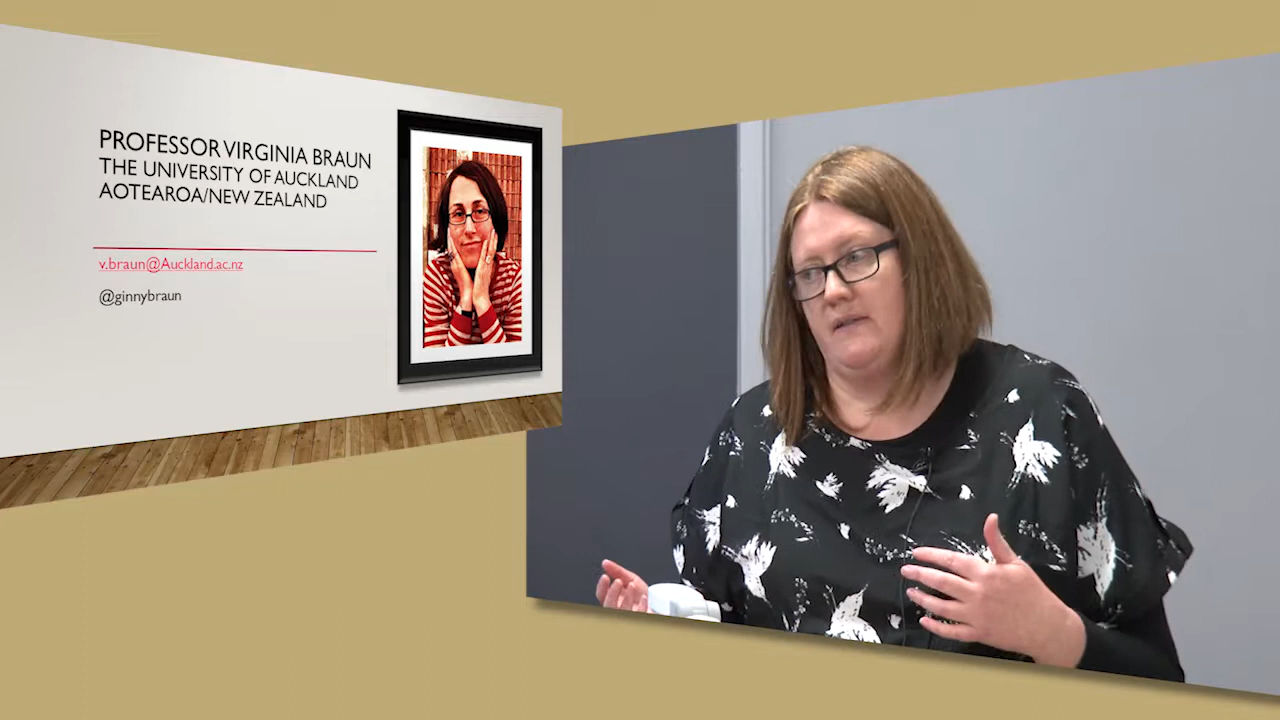 PROFESSOR VIRGINIA BRAUN
THE UNIVERSITY OF AUCKLAND
AOTEAROA/NEW ZEALAND
v.braun@Auckland.ac.nz
@ginnybraun